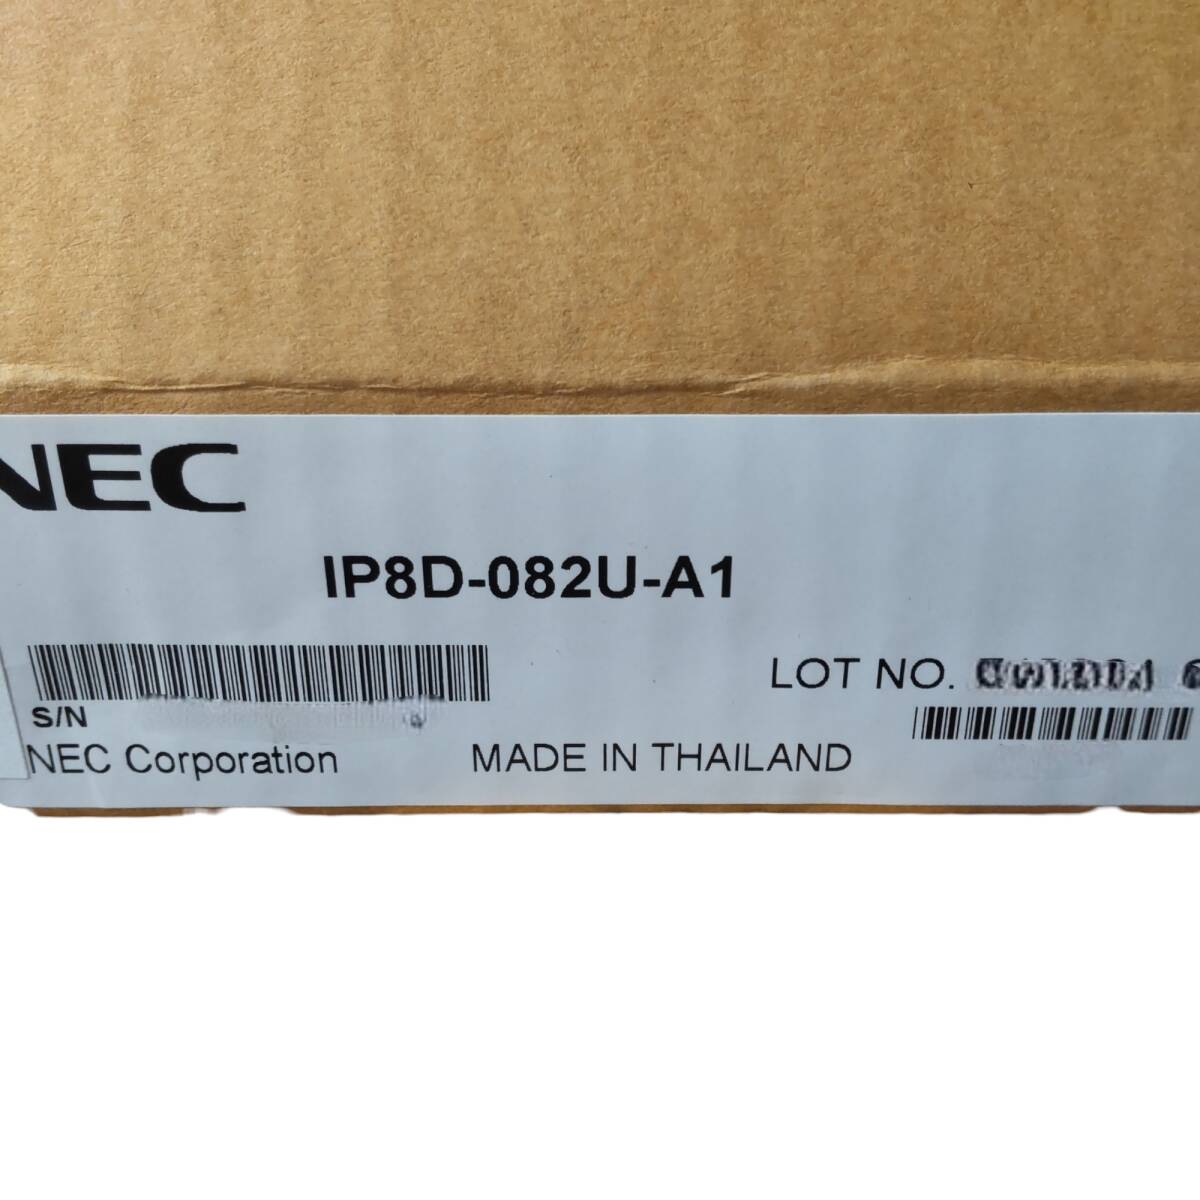 NEC
IP8D-082U-A1
LOT NO.
S/N
NEC Corporation MADE IN THAILAND